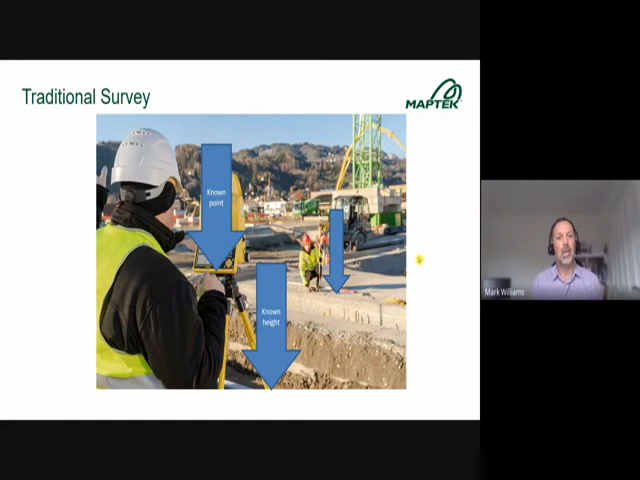 Traditional Survey
MAPTEK
Known
point
Known
height
Mark Williams